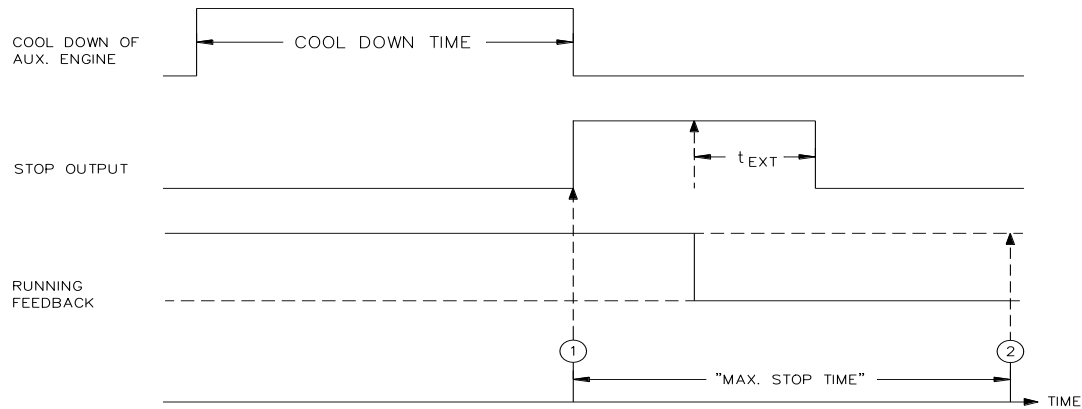 COOL DOWN OF
AUX. ENGINE
COOL DOWN TIME
STOP OUTPUT
tEXT
RUNNING
FEEDBACK
1
2
"MAX. STOP TIME"
TIME